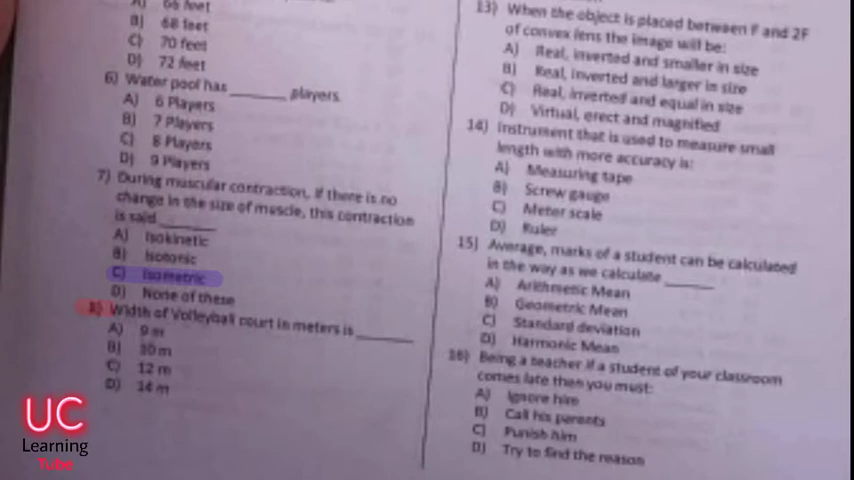 A) 66 feet
B) 68 feet
C) 70 feet
D) 72 feet
6) Water pool has ______ players.
A) 6 Players
B) 7 Players
C) 8 Players
D) 9 Players
7) During muscular contraction, if there is no
change in the size of muscle, this contraction
is said ______
A) Isokinetic
B) Isotonic
C) Isometric
D) None of these
8) Width of Volleyball court in meters is ______
A) 9 m
B) 10 m
C) 12 m
D) 14 m
13) When the object is placed between F and 2F
of convex lens the image will be:
A) Real, inverted and smaller in size
B) Real, inverted and larger in size
C) Real, inverted and equal in size
D) Virtual, erect and magnified
14) Instrument that is used to measure small
length with more accuracy is:
A) Measuring tape
B) Screw gauge
C) Meter scale
D) Ruler
15) Average, marks of a student can be calculated
in the way as we calculate ______
A) Arithmetic Mean
B) Geometric Mean
C) Standard deviation
D) Harmonic Mean
16) Being a teacher if a student of your classroom
comes late then you must:
A) Ignore him
B) Call his parents
C) Punish him
D) Try to find the reason
UC
Learning
Tube